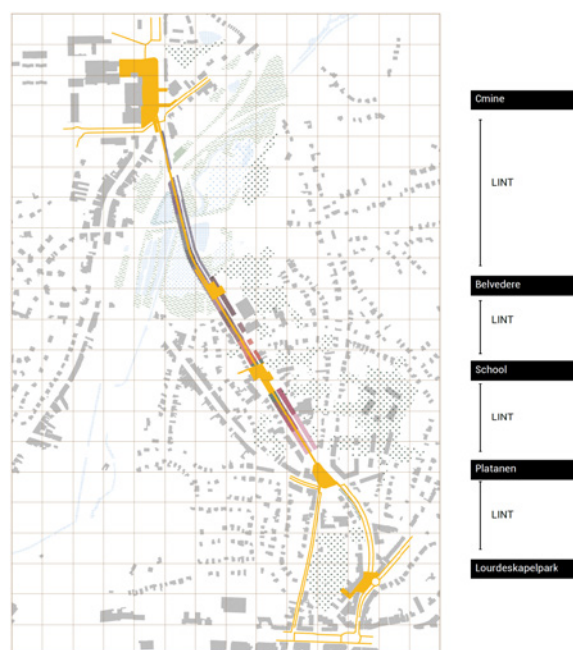 Cmine
LINT
Belvedere
LINT
School
LINT
Platanen
LINT
Lourdeskapelpark